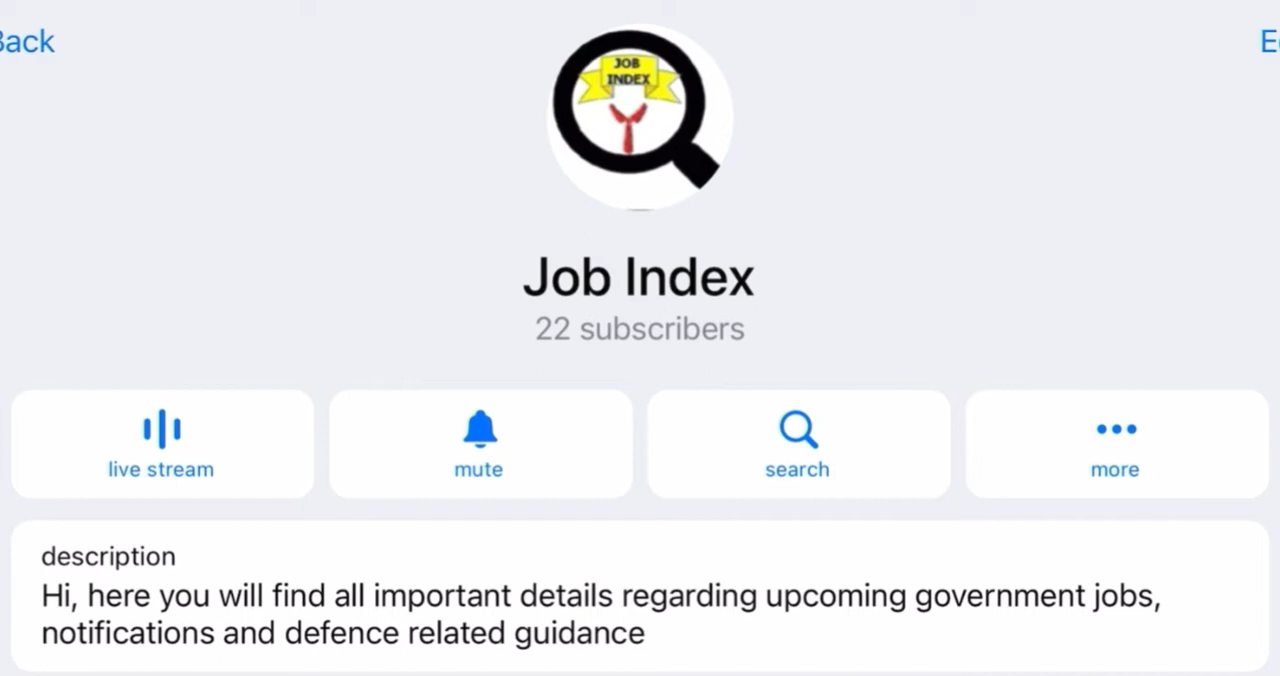 JOB
INDEX
Job Index
22 subscribers
live stream
mute
search
more
description
Hi, here you will find all important details regarding upcoming government jobs,
notifications and defence related guidance